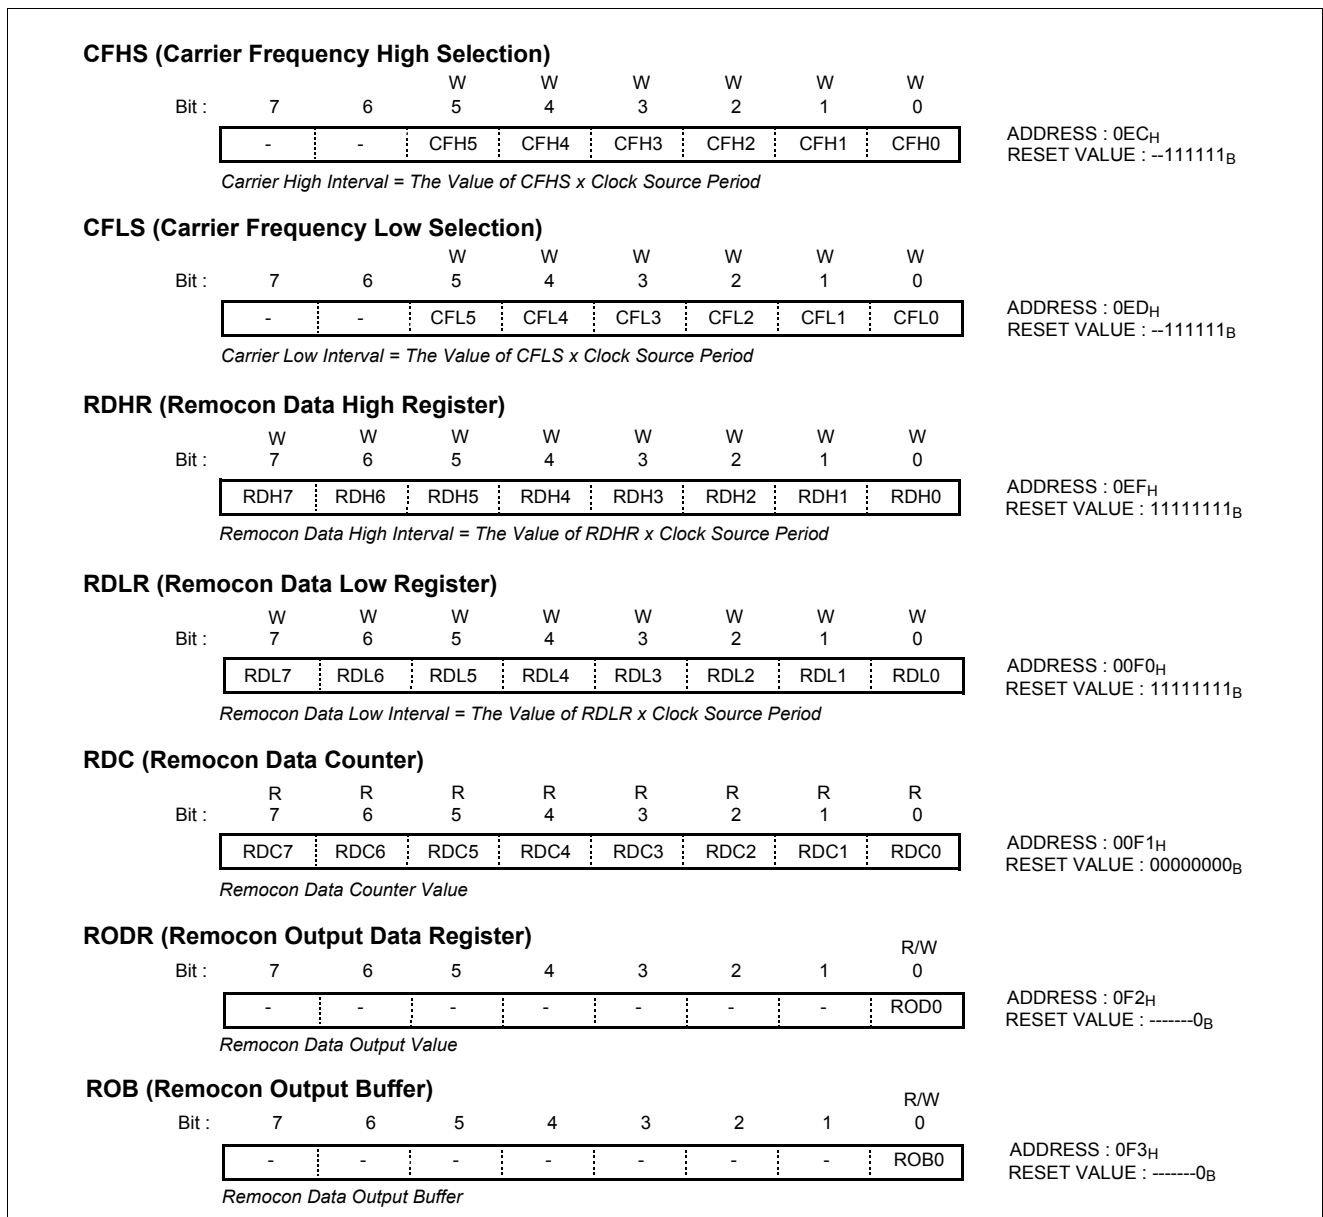 CFHS (Carrier Frequency High Selection)
W W W W W W
Bit : 7 6 5 4 3 2 1 0
- - CFH5 CFH4 CFH3 CFH2 CFH1 CFH0
ADDRESS : 0ECH
RESET VALUE : --111111B
Carrier High Interval = The Value of CFHS x Clock Source Period
CFLS (Carrier Frequency Low Selection)
W W W W W W
Bit : 7 6 5 4 3 2 1 0
- - CFL5 CFL4 CFL3 CFL2 CFL1 CFL0
ADDRESS : 0EDH
RESET VALUE : --111111B
Carrier Low Interval = The Value of CFLS x Clock Source Period
RDHR (Remocon Data High Register)
W W W W W W W W
Bit : 7 6 5 4 3 2 1 0
RDH7 RDH6 RDH5 RDH4 RDH3 RDH2 RDH1 RDH0
ADDRESS : 0EFH
RESET VALUE : 11111111B
Remocon Data High Interval = The Value of RDHR x Clock Source Period
RDLR (Remocon Data Low Register)
W W W W W W W W
Bit : 7 6 5 4 3 2 1 0
RDL7 RDL6 RDL5 RDL4 RDL3 RDL2 RDL1 RDL0
ADDRESS : 00F0H
RESET VALUE : 11111111B
Remocon Data Low Interval = The Value of RDLR x Clock Source Period
RDC (Remocon Data Counter)
R R R R R R R R
Bit : 7 6 5 4 3 2 1 0
RDC7 RDC6 RDC5 RDC4 RDC3 RDC2 RDC1 RDC0
ADDRESS : 00F1H
RESET VALUE : 00000000B
Remocon Data Counter Value
RODR (Remocon Output Data Register)
R/W
Bit : 7 6 5 4 3 2 1 0
- - - - - - - ROD0
ADDRESS : 0F2H
RESET VALUE : -------0B
Remocon Data Output Value
ROB (Remocon Output Buffer)
R/W
Bit : 7 6 5 4 3 2 1 0
- - - - - - - ROB0
ADDRESS : 0F3H
RESET VALUE : -------0B
Remocon Data Output Buffer